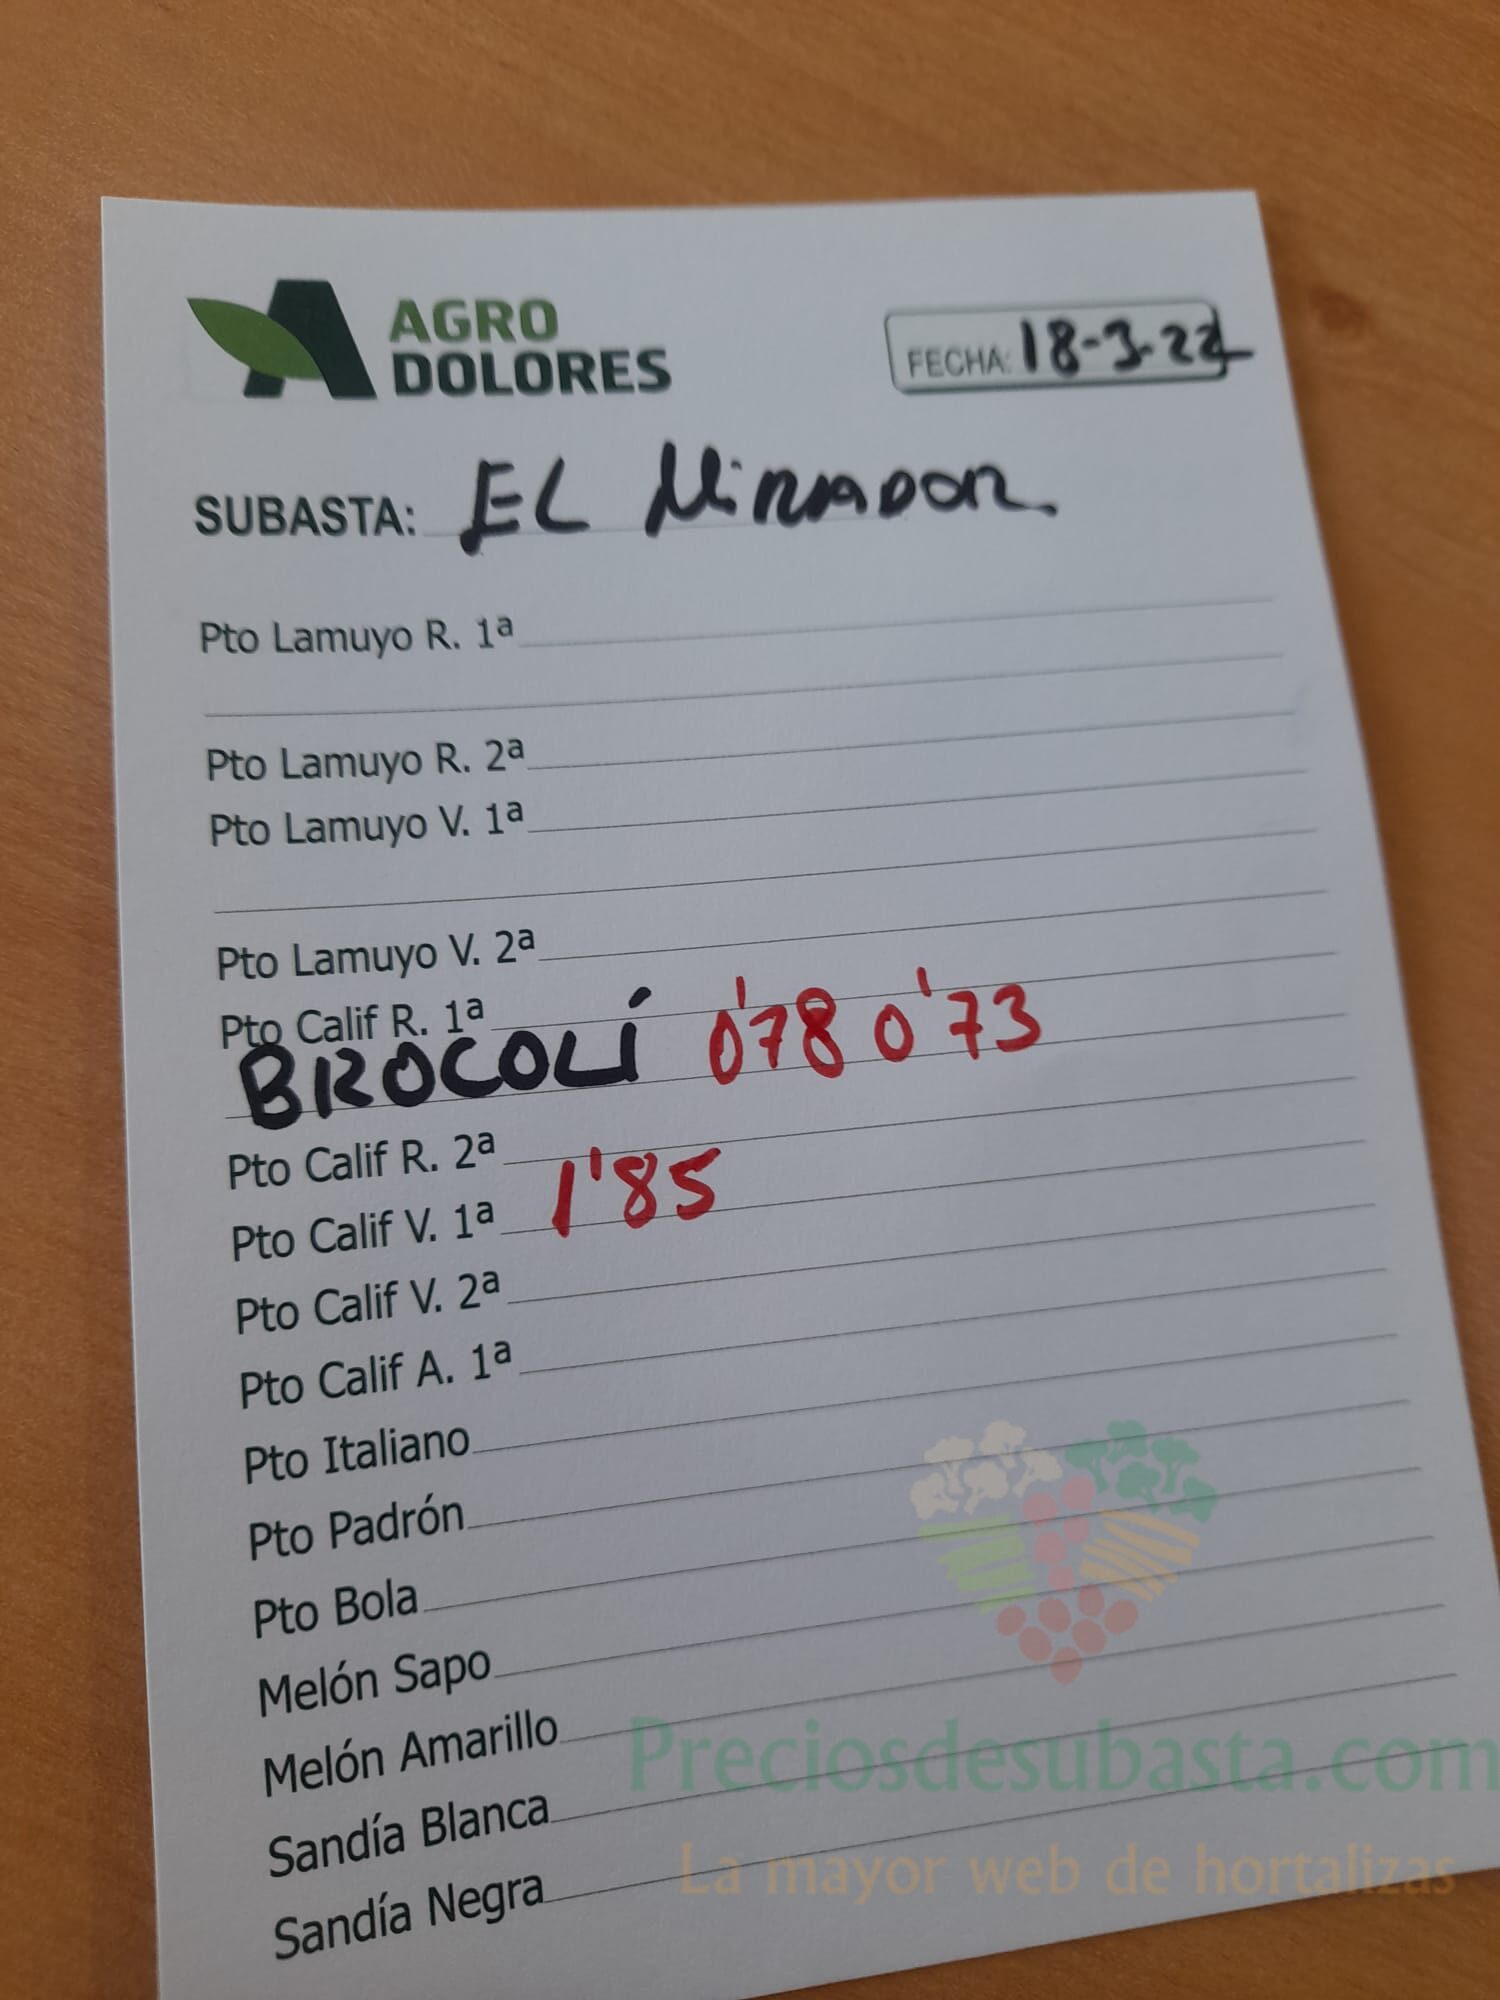 AGRO
DOLORES
FECHA: 18-3-22
SUBASTA: EL MIRADOR
Pto Lamuyo R. 1ª
Pto Lamuyo R. 2ª
Pto Lamuyo V. 1ª
Pto Lamuyo V. 2ª
Pto Calif R. 1ª
BROCOLÍ 0'78 0'73
Pto Calif R. 2ª
Pto Calif V. 1ª 1'85
Pto Calif V. 2ª
Pto Calif A. 1ª
Pto Italiano
Pto Padrón
Pto Bola
Melón Sapo
Melón Amarillo
Sandía Blanca
Sandía Negra
Preciosdesubasta.com
La mayor web de hortalizas